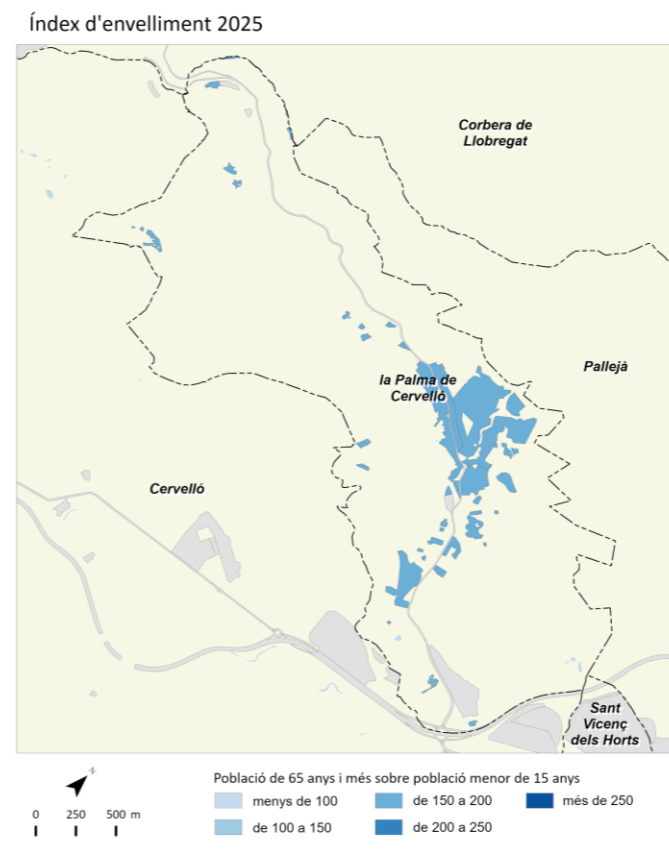 Índex d'envelliment 2025
Corbera de
Llobregat
Pallejà
la Palma de
Cervelló
Cervelló
Sant
Vicenç
dels Horts
N
0 250 500 m
Població de 65 anys i més sobre població menor de 15 anys
menys de 100
de 150 a 200
més de 250
de 100 a 150
de 200 a 250